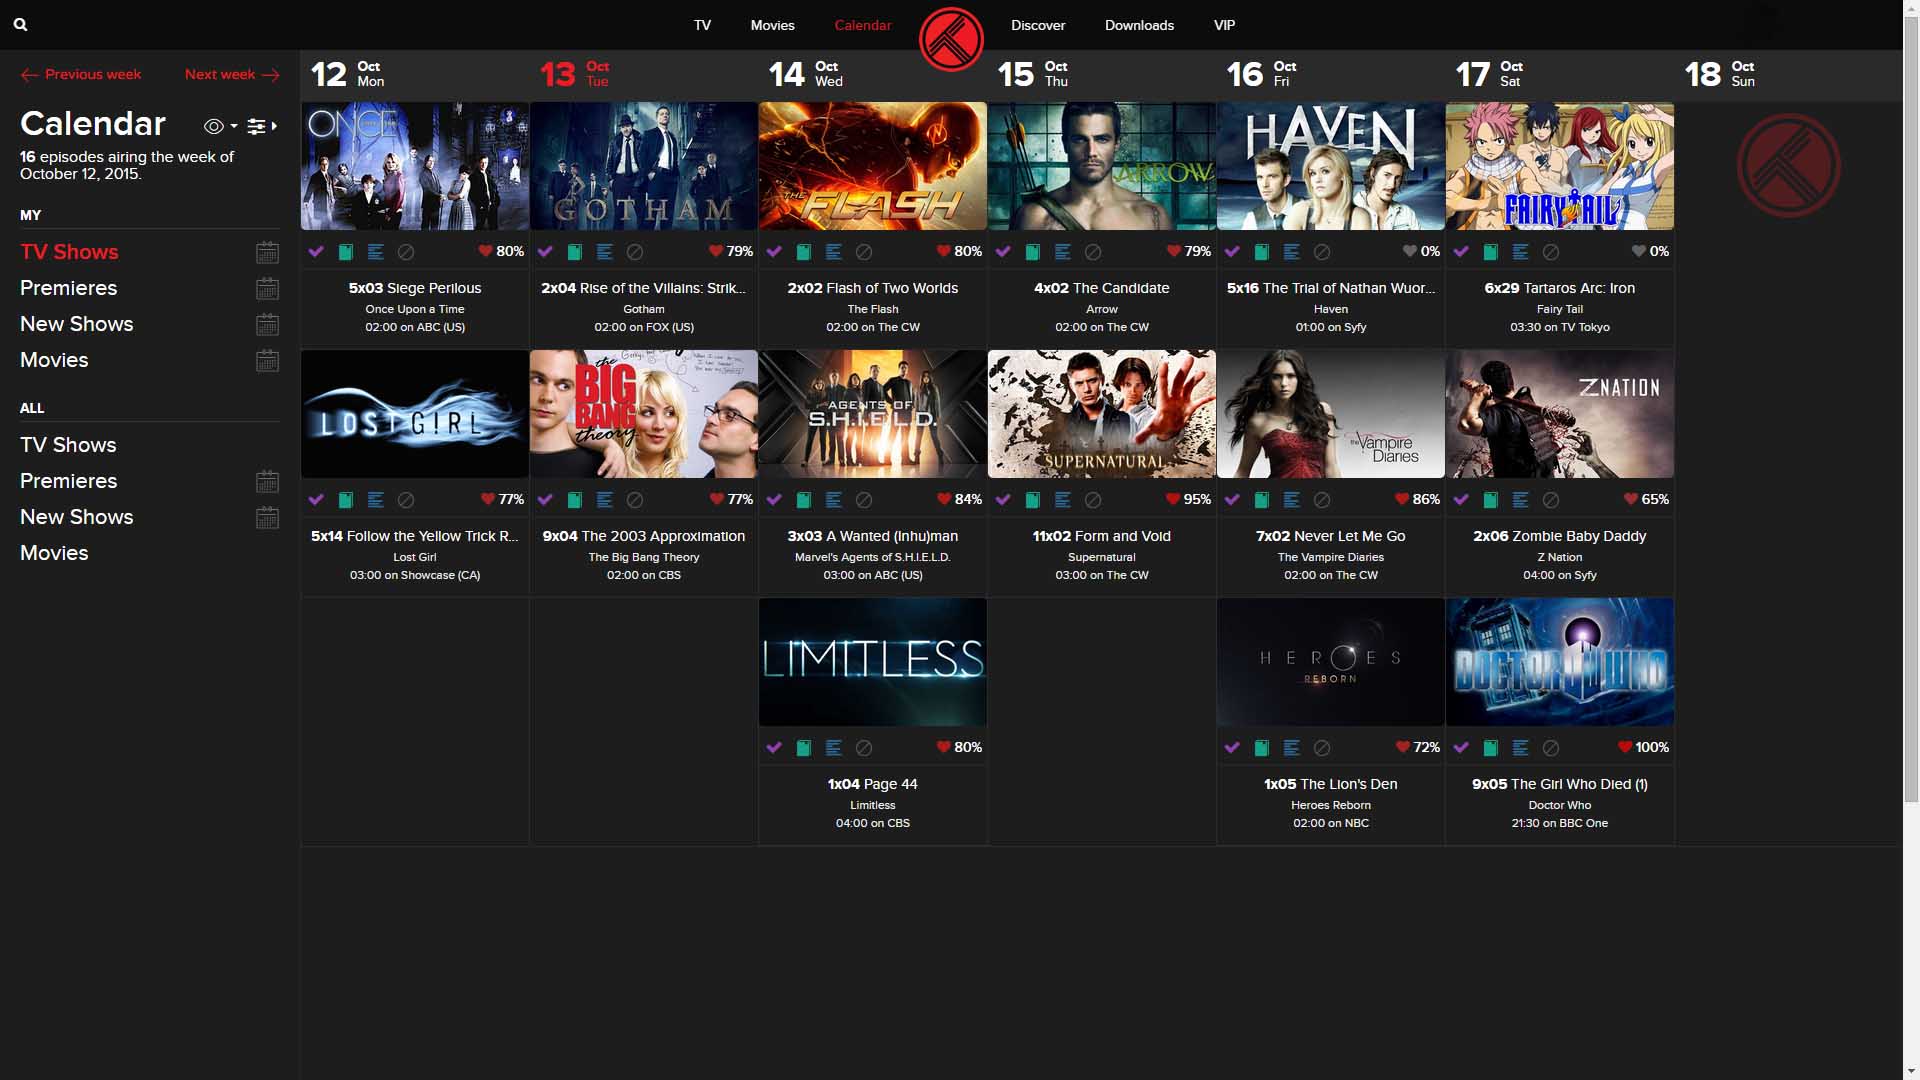 TV
Movies
Calendar
Discover
Downloads
VIP
Previous week
Next week
Calendar
16 episodes airing the week of
October 12, 2015.
MY
TV Shows
Premieres
New Shows
Movies
ALL
TV Shows
Premieres
New Shows
Movies
12 Oct
Mon
13 Oct
Tue
14 Oct
Wed
15 Oct
Thu
16 Oct
Fri
17 Oct
Sat
18 Oct
Sun
ONCE
80%
5x03 Siege Perilous
Once Upon a Time
02:00 on ABC (US)
GOTHAM
79%
2x04 Rise of the Villains: Strik...
Gotham
02:00 on FOX (US)
THE FLASH
80%
2x02 Flash of Two Worlds
The Flash
02:00 on The CW
ARROW
79%
4x02 The Candidate
Arrow
02:00 on The CW
HAVEN
0%
5x16 The Trial of Nathan Wuor...
Haven
01:00 on Syfy
FAIRY TAIL
0%
6x29 Tartaros Arc: Iron
Fairy Tail
03:30 on TV Tokyo
LOST GIRL
77%
5x14 Follow the Yellow Trick R...
Lost Girl
03:00 on Showcase (CA)
the
BIG
BANG
theory
77%
9x04 The 2003 Approximation
The Big Bang Theory
02:00 on CBS
AGENTS OF
S.H.I.E.L.D.
84%
3x03 A Wanted (Inhu)man
Marvel's Agents of S.H.I.E.L.D.
03:00 on ABC (US)
SUPERNATURAL
95%
11x02 Form and Void
Supernatural
03:00 on The CW
the Vampire
Diaries
86%
7x02 Never Let Me Go
The Vampire Diaries
02:00 on The CW
ZNATION
65%
2x06 Zombie Baby Daddy
Z Nation
04:00 on Syfy
LIMITLESS
80%
1x04 Page 44
Limitless
04:00 on CBS
HEROES
REBORN
72%
1x05 The Lion's Den
Heroes Reborn
02:00 on NBC
DOCTOR WHO
100%
9x05 The Girl Who Died (1)
Doctor Who
21:30 on BBC One